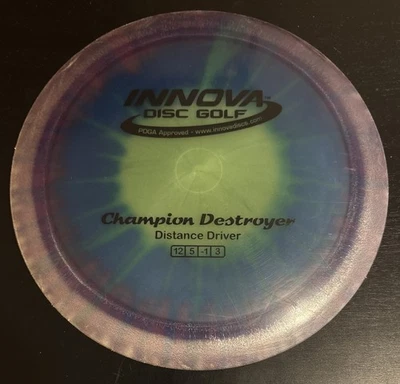 INNOVA
DISC GOLF
PDGA Approved - www.innovadiscs.com
Champion Destroyer
Distance Driver
12 5 -1 3